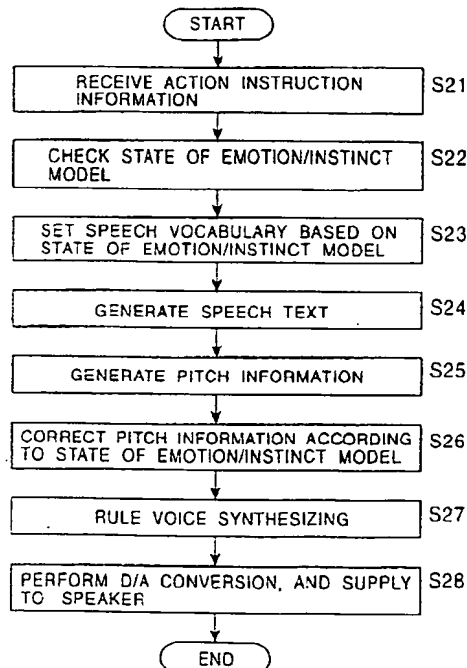 START
RECEIVE ACTION INSTRUCTION
INFORMATION
S21
CHECK STATE OF EMOTION/INSTINCT
MODEL
S22
SET SPEECH VOCABULARY BASED ON
STATE OF EMOTION/INSTINCT MODEL
S23
GENERATE SPEECH TEXT
S24
GENERATE PITCH INFORMATION
S25
CORRECT PITCH INFORMATION ACCORDING
TO STATE OF EMOTION/INSTINCT MODEL
S26
RULE VOICE SYNTHESIZING
S27
PERFORM D/A CONVERSION, AND SUPPLY
TO SPEAKER
S28
END